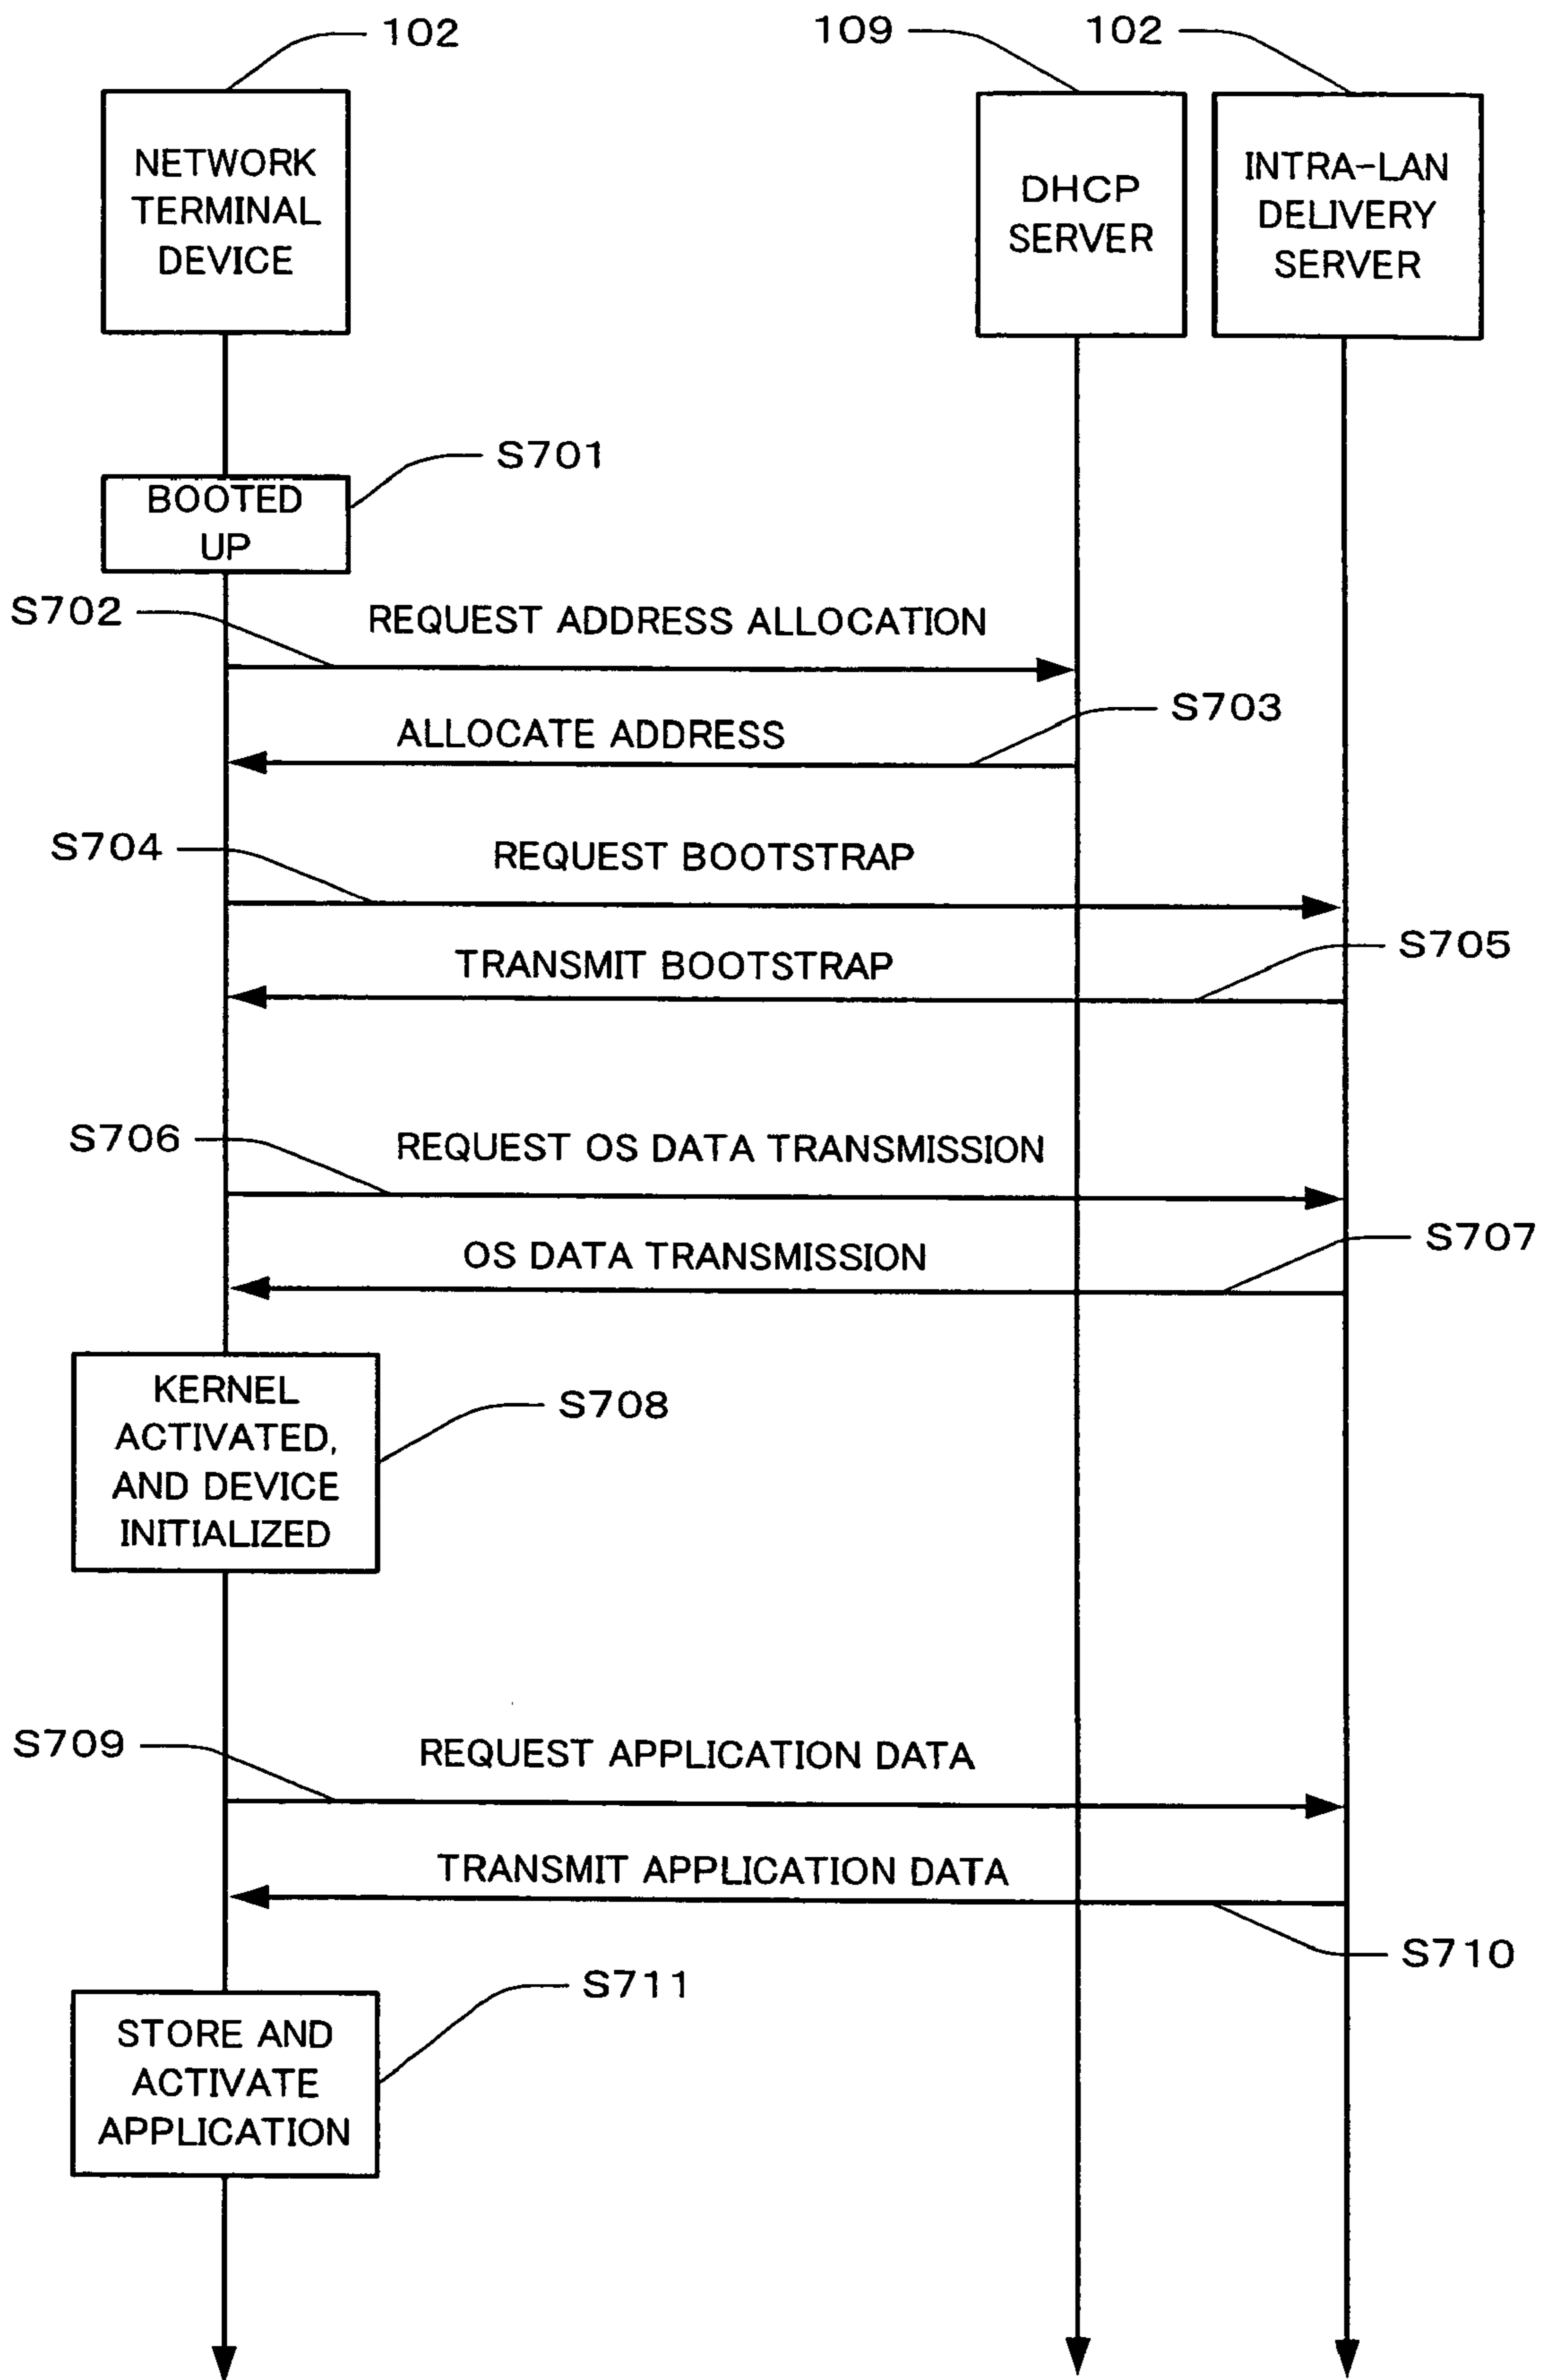 102
109
102
NETWORK
TERMINAL
DEVICE
DHCP
SERVER
INTRA-LAN
DELIVERY
SERVER
S701
BOOTED
UP
S702
REQUEST ADDRESS ALLOCATION
S703
ALLOCATE ADDRESS
S704
REQUEST BOOTSTRAP
S705
TRANSMIT BOOTSTRAP
S706
REQUEST OS DATA TRANSMISSION
S707
OS DATA TRANSMISSION
KERNEL
ACTIVATED,
AND DEVICE
INITIALIZED
S708
S709
REQUEST APPLICATION DATA
TRANSMIT APPLICATION DATA
S710
S711
STORE AND
ACTIVATE
APPLICATION